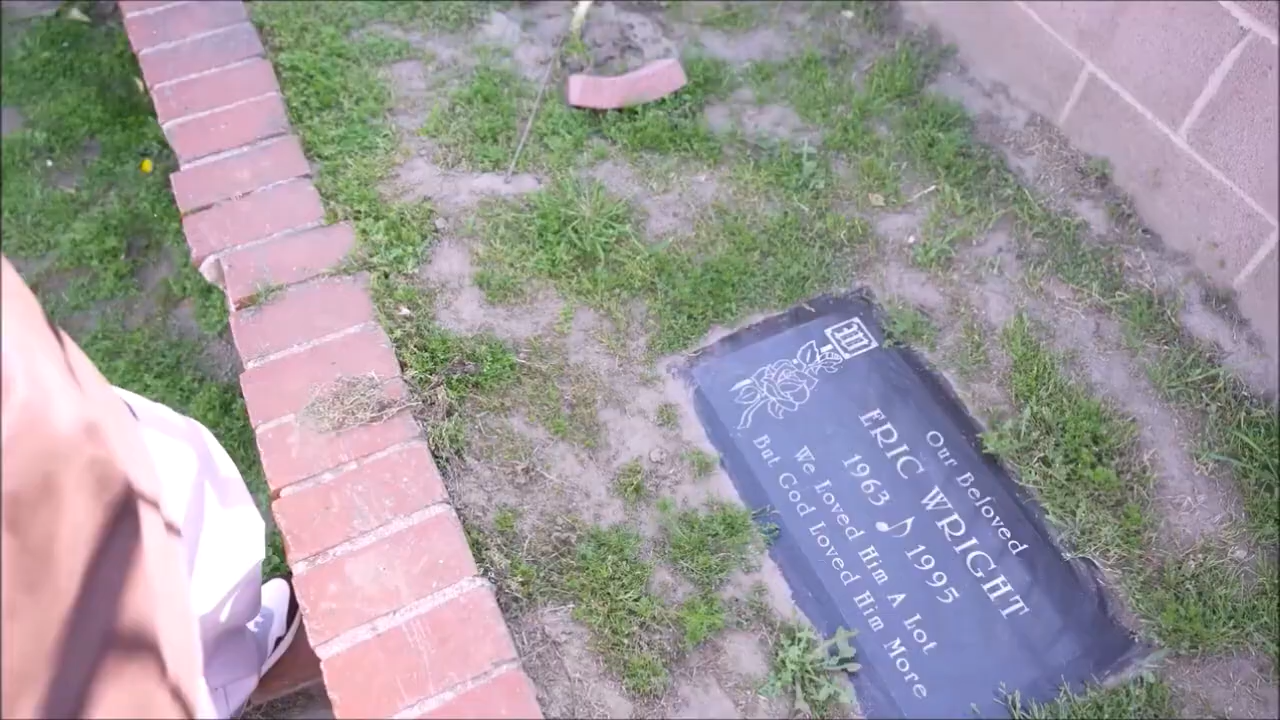 Our Beloved
ERIC WRIGHT
1963 ♪ 1995
We Loved Him A Lot
But God Loved Him More